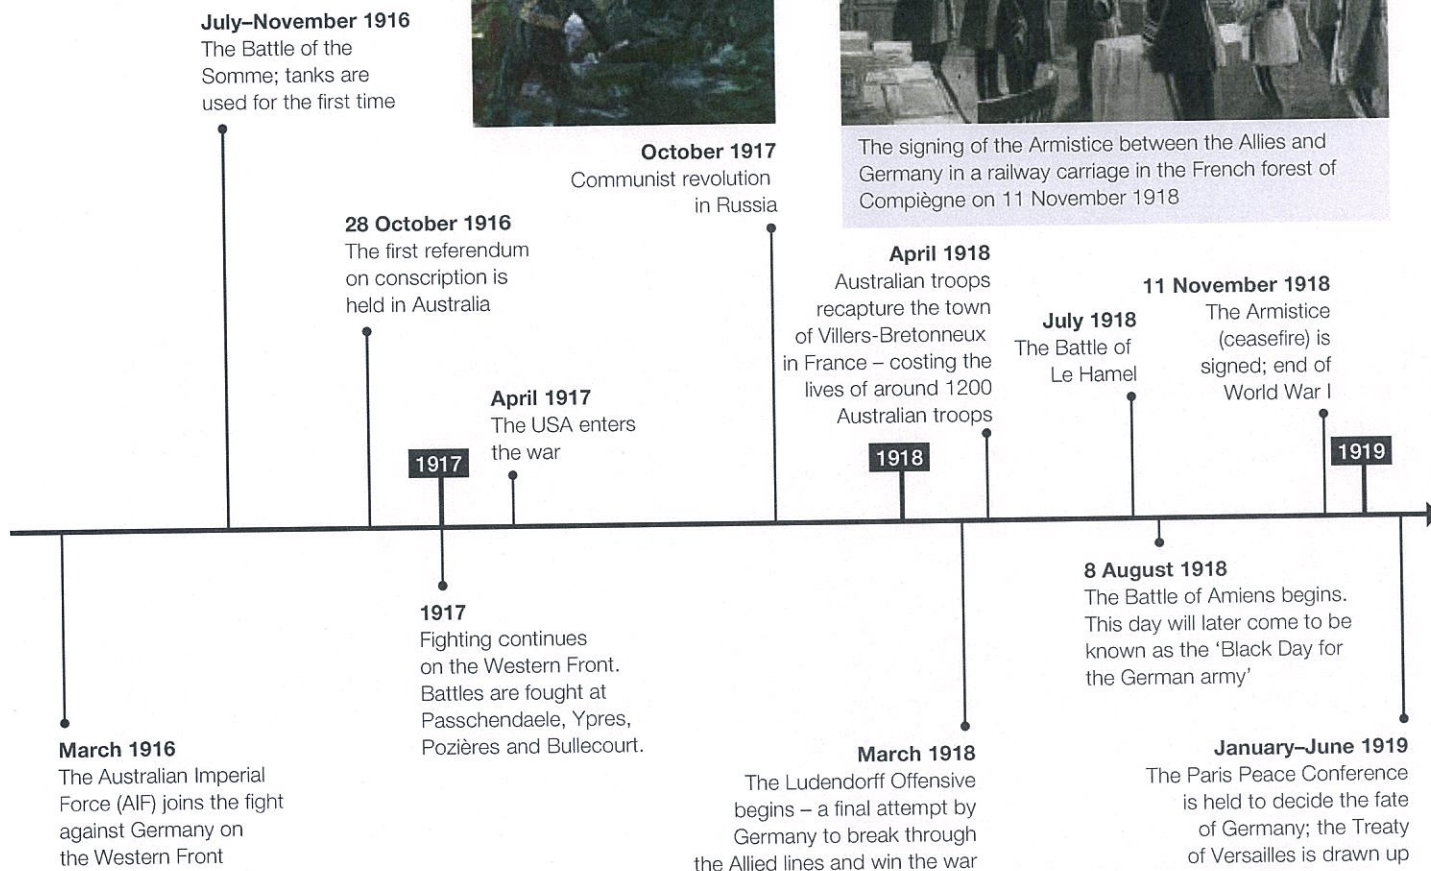 July–November 1916
The Battle of the
Somme; tanks are
used for the first time
October 1917
Communist revolution
in Russia
The signing of the Armistice between the Allies and
Germany in a railway carriage in the French forest of
Compiègne on 11 November 1918
28 October 1916
The first referendum
on conscription is
held in Australia
April 1918
Australian troops
recapture the town
of Villers-Bretonneux
in France – costing the
lives of around 1200
Australian troops
July 1918
The Battle of
Le Hamel
11 November 1918
The Armistice
(ceasefire) is
signed; end of
World War I
April 1917
The USA enters
the war
1917
1918
1919
1917
Fighting continues
on the Western Front.
Battles are fought at
Passchendaele, Ypres,
Pozières and Bullecourt.
8 August 1918
The Battle of Amiens begins.
This day will later come to be
known as the ‘Black Day for
the German army’
March 1916
The Australian Imperial
Force (AIF) joins the fight
against Germany on
the Western Front
March 1918
The Ludendorff Offensive
begins – a final attempt by
Germany to break through
the Allied lines and win the war
January–June 1919
The Paris Peace Conference
is held to decide the fate
of Germany; the Treaty
of Versailles is drawn up